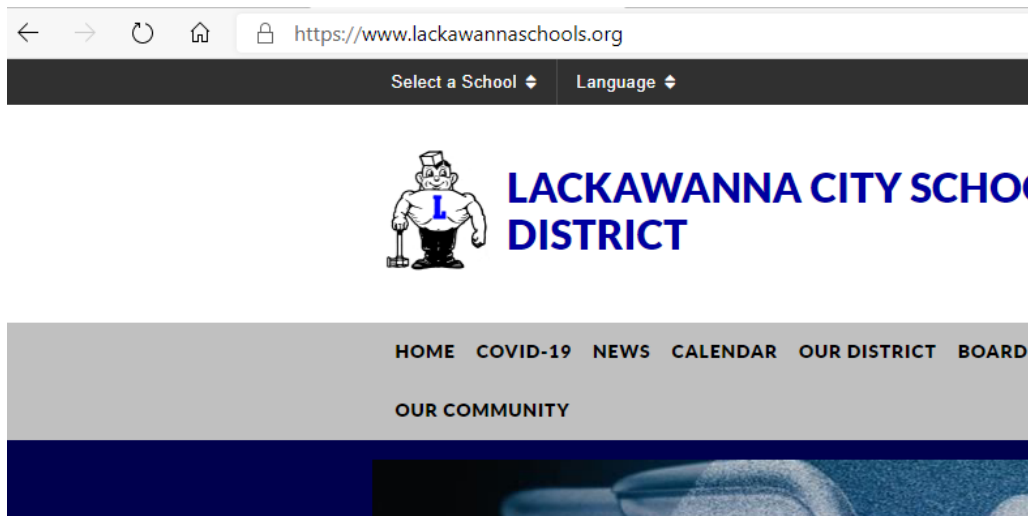 https://www.lackawannaschools.org
Select a School Language
L
LACKAWANNA CITY SCHOO
DISTRICT
HOME COVID-19 NEWS CALENDAR OUR DISTRICT BOARD
OUR COMMUNITY